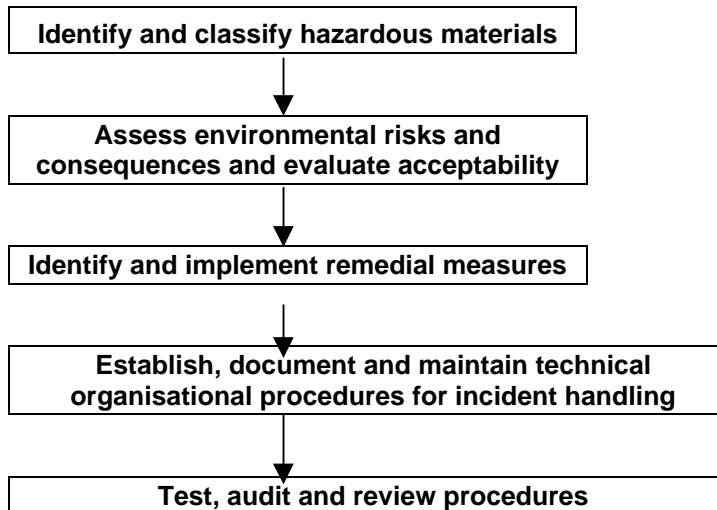 Identify and classify hazardous materials
Assess environmental risks and
consequences and evaluate acceptability
Identify and implement remedial measures
Establish, document and maintain technical
organisational procedures for incident handling
Test, audit and review procedures